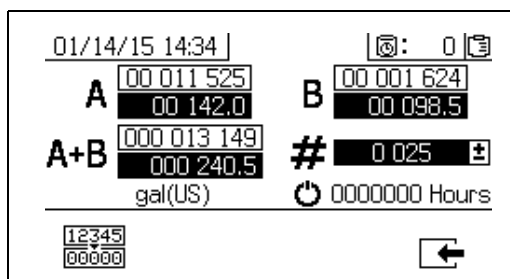 01/14/15 14:34 : 0
A 00 011 525 B 00 001 624
00 142.0 00 098.5
A+B 000 013 149 # 0 025 ±
000 240.5
gal(US) 0000000 Hours
12345
00000